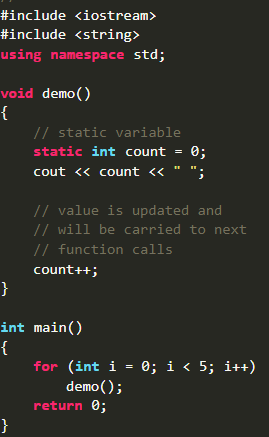 #include <iostream>
#include <string>
using namespace std;
void demo()
{
// static variable
static int count = 0;
cout << count << " ";
// value is updated and
// will be carried to next
// function calls
count++;
}
int main()
{
for (int i = 0; i < 5; i++)
demo();
return 0;
}